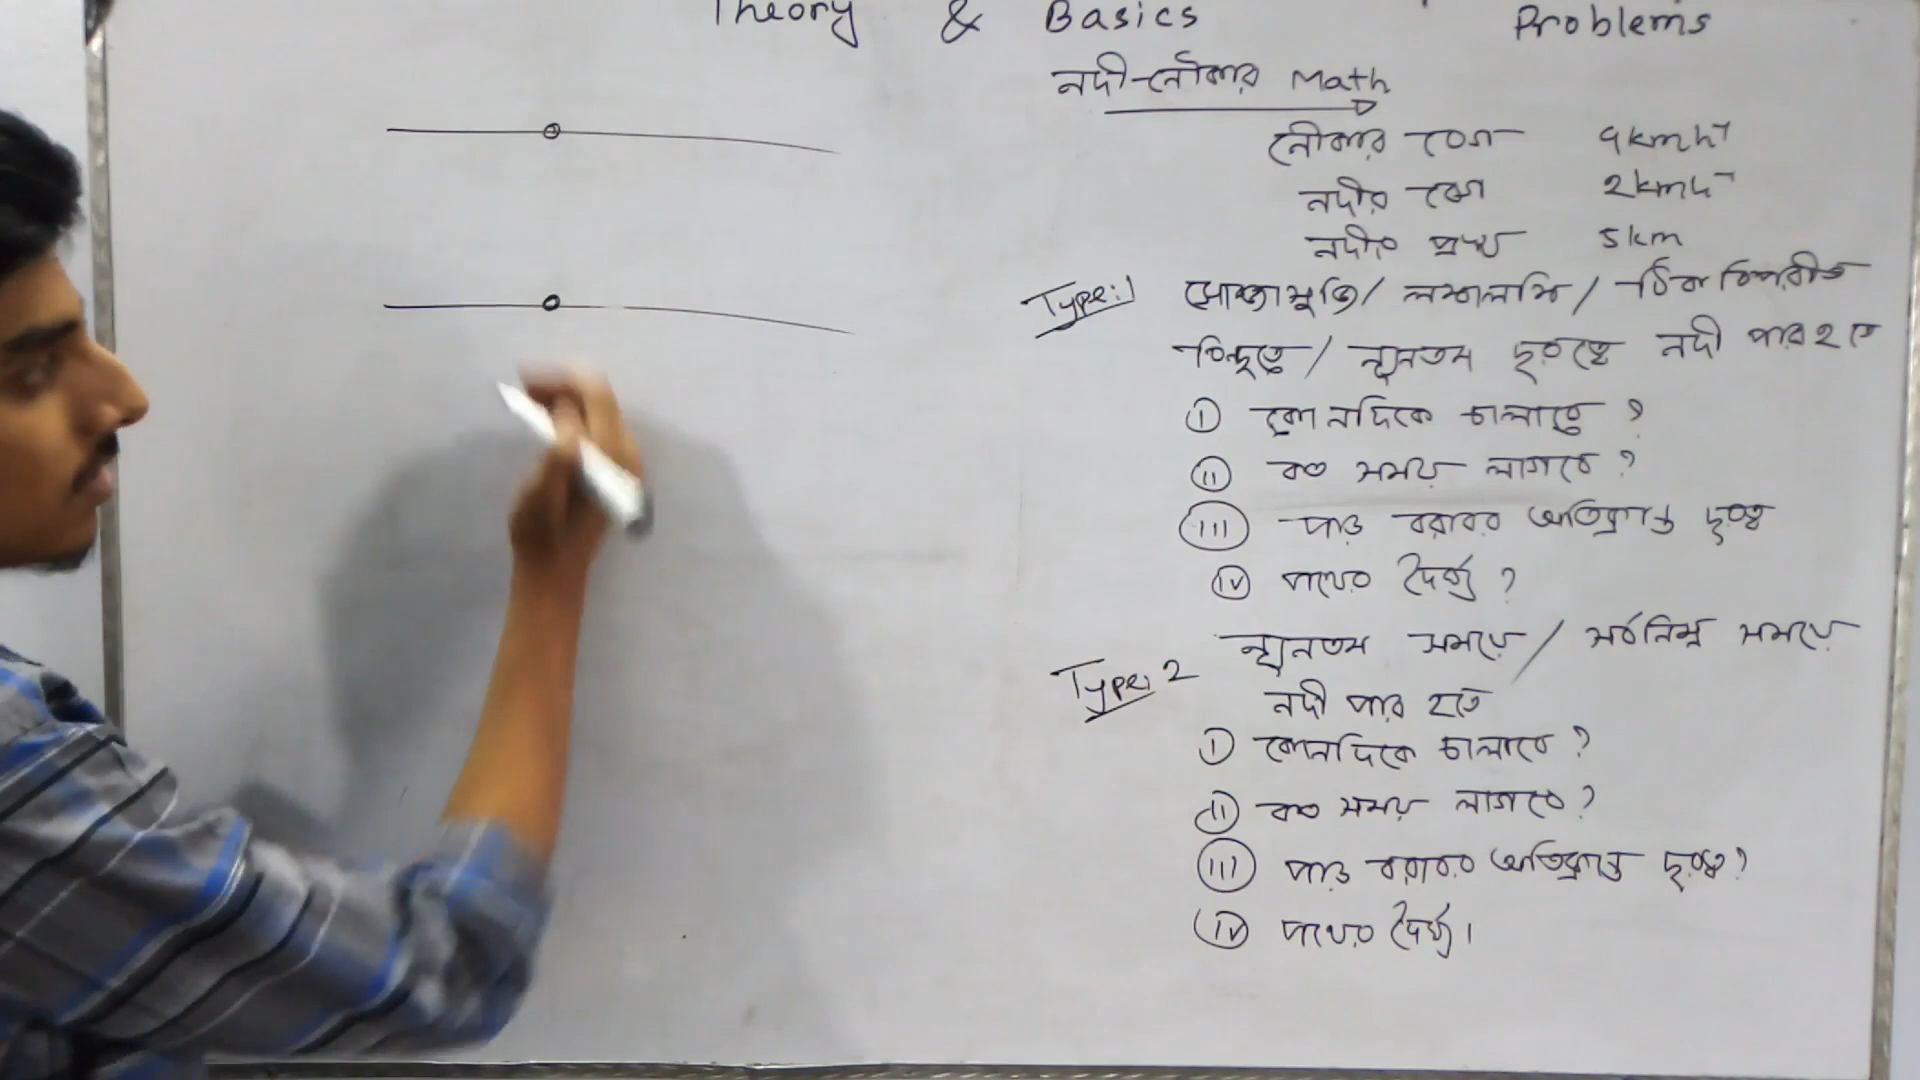 Theory & Basics
Problems
নদী-নৌকার Math
নৌকার বেগ 4kmh⁻¹
নদীর বেগ 2kmh⁻¹
নদীর প্রস্থ 5km
Type:1 সোজাসুজি/ লম্বালম্বি/ ঠিক বিপরীত
বিন্দুতে/ ন্যূনতম দূরত্বে নদী পার হতে
(i) কোনদিকে চালাবে?
(ii) কত সময় লাগবে?
(iii) পাড় বরাবর অতিক্রান্ত দূরত্ব
(iv) পথের দৈর্ঘ্য?
Type: 2 ন্যূনতম সময়ে/ সর্বনিম্ন সময়ে
নদী পার হতে
(i) কোনদিকে চালাবে?
(ii) কত সময় লাগবে?
(iii) পাড় বরাবর অতিক্রান্ত দূরত্ব?
(iv) পথের দৈর্ঘ্য।